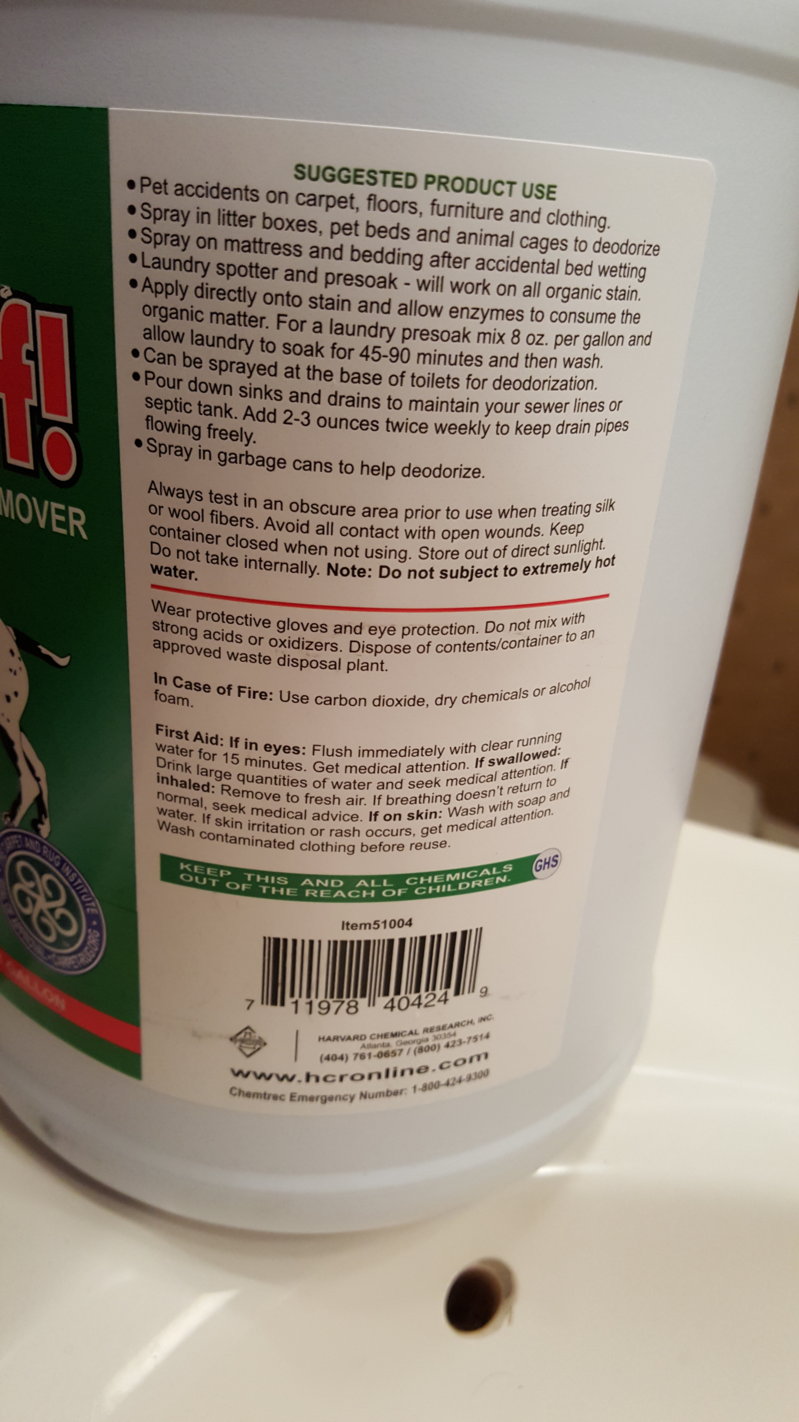 SUGGESTED PRODUCT USE
•Pet accidents on carpet, floors, furniture and clothing.
•Spray in litter boxes, pet beds and animal cages to deodorize
•Spray on mattress and bedding after accidental bed wetting
•Laundry spotter and presoak - will work on all organic stain.
•Apply directly onto stain and allow enzymes to consume the
organic matter. For a laundry presoak mix 8 oz. per gallon and
allow laundry to soak for 45-90 minutes and then wash.
•Can be sprayed at the base of toilets for deodorization.
•Pour down sinks and drains to maintain your sewer lines or
septic tank. Add 2-3 ounces twice weekly to keep drain pipes
flowing freely.
•Spray in garbage cans to help deodorize.
Always test in an obscure area prior to use when treating silk
or wool fibers. Avoid all contact with open wounds. Keep
container closed when not using. Store out of direct sunlight.
Do not take internally. Note: Do not subject to extremely hot
water.
Wear protective gloves and eye protection. Do not mix with
strong acids or oxidizers. Dispose of contents/container to an
approved waste disposal plant.
In Case of Fire: Use carbon dioxide, dry chemicals or alcohol
foam.
First Aid: If in eyes: Flush immediately with clear running
water for 15 minutes. Get medical attention. If swallowed:
Drink large quantities of water and seek medical attention. If
inhaled: Remove to fresh air. If breathing doesn't return to
normal, seek medical advice. If on skin: Wash with soap and
water. If skin irritation or rash occurs, get medical attention.
Wash contaminated clothing before reuse.
KEEP THIS AND ALL CHEMICALS
OUT OF THE REACH OF CHILDREN.
GHS
Item51004
7 11978 40424 9
HARVARD CHEMICAL RESEARCH, INC.
Atlanta, Georgia 30354
(404) 761-0657 / (800) 423-7514
www.hcronline.com
Chemtrec Emergency Number: 1-800-424-9300
f!
MOVER
AND RUG INSTITUTE
GALLON